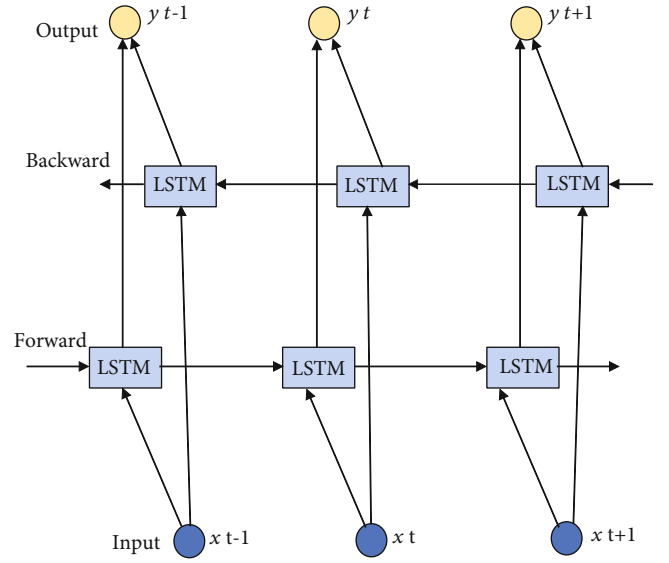 Output
y t-1
y t
y t+1
Backward
LSTM
LSTM
LSTM
Forward
LSTM
LSTM
LSTM
Input
x t-1
x t
x t+1